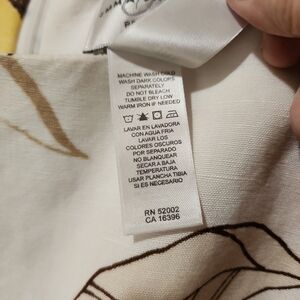 MACHINE WASH COLD
WASH DARK COLORS
SEPARATELY
DO NOT BLEACH
TUMBLE DRY LOW
WARM IRON IF NEEDED
LAVAR EN LAVADORA
CON AGUA FRIA
LAVAR LOS
COLORES OSCUROS
POR SEPARADO
NO BLANQUEAR
SECAR A BAJA
TEMPERATURA
USAR PLANCHA TIBIA
SI ES NECESARIO
RN 52002
CA 16396